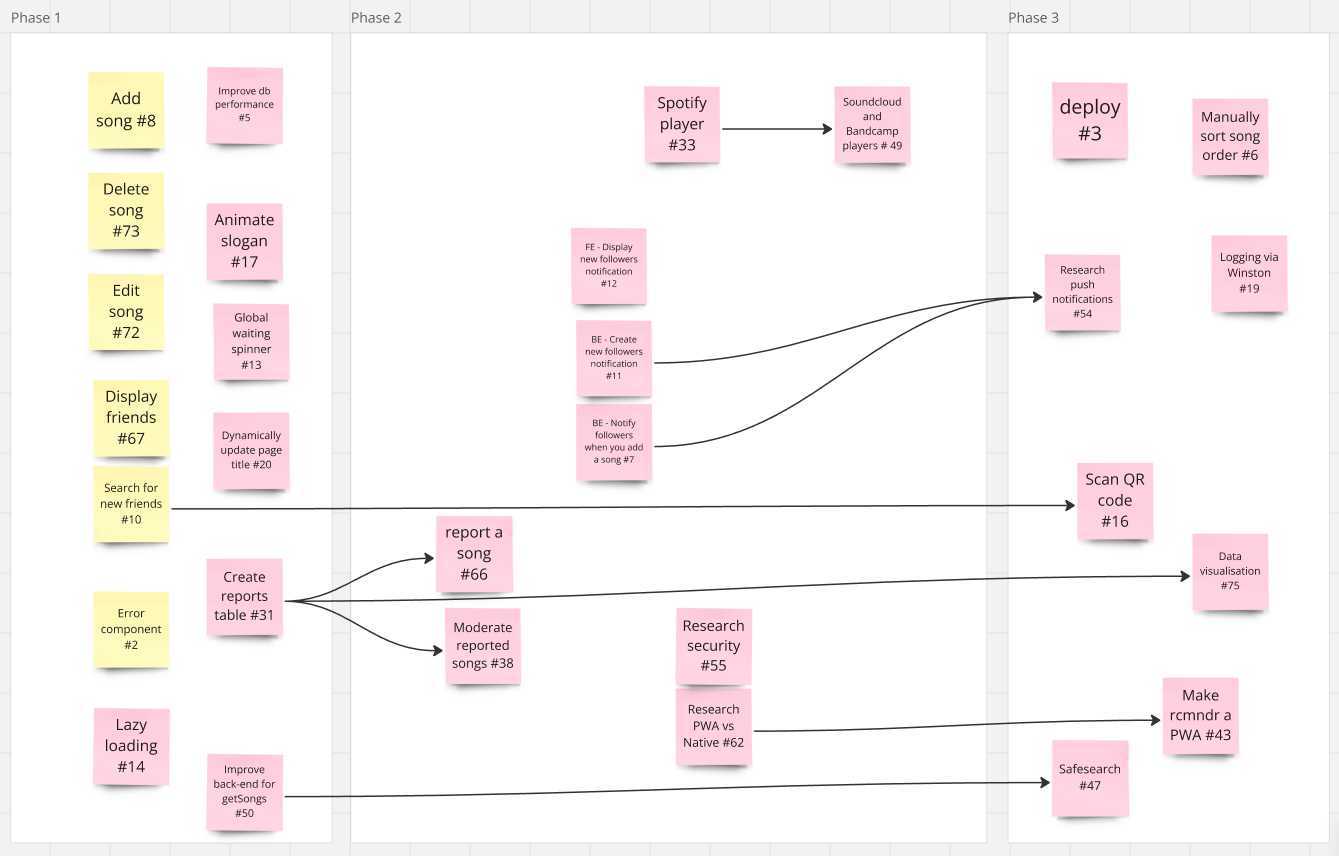 Phase 1
Phase 2
Phase 3
Add
song #8
Improve db
performance
#5
Delete
song
#73
Animate
slogan
#17
Edit
song
#72
Global
waiting
spinner
#13
Display
friends
#67
Dynamically
update page
title #20
Search for
new friends
#10
Create
reports
table #31
Error
component
#2
Lazy
loading
#14
Improve
back-end for
getSongs
#50
Spotify
player
#33
Soundcloud
and
Bandcamp
players # 49
FE - Display
new followers
notification
#12
BE - Create
new followers
notification
#11
BE - Notify
followers
when you add
a song #7
report a
song
#66
Moderate
reported
songs #38
Research
security
#55
Research
PWA vs
Native #62
deploy
#3
Manually
sort song
order #6
Research
push
notifications
#54
Logging via
Winston
#19
Scan QR
code
#16
Data
visualisation
#75
Make
rcmndr a
PWA #43
Safesearch
#47